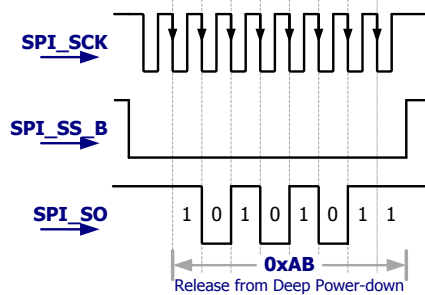 SPI_SCK
SPI_SS_B
SPI_SO
1 0 1 0 1 0 1 1
0xAB
Release from Deep Power-down